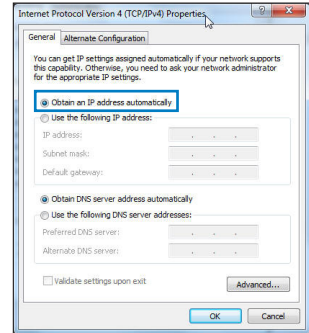 Internet Protocol Version 4 (TCP/IPv4) Properties
General
Alternate Configuration
You can get IP settings assigned automatically if your network supports
this capability. Otherwise, you need to ask your network administrator
for the appropriate IP settings.
Obtain an IP address automatically
Use the following IP address:
IP address:
Subnet mask:
Default gateway:
Obtain DNS server address automatically
Use the following DNS server addresses:
Preferred DNS server:
Alternate DNS server:
Validate settings upon exit
Advanced...
OK
Cancel